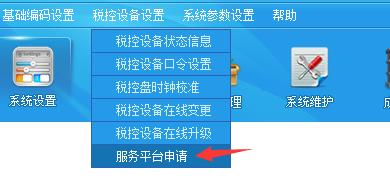 基础编码设置 税控设备设置 系统参数设置 帮助
税控设备状态信息
税控设备口令设置
税控盘时钟校准
税控设备在线变更
税控设备在线升级
服务平台申请
系统设置 理 系统维护